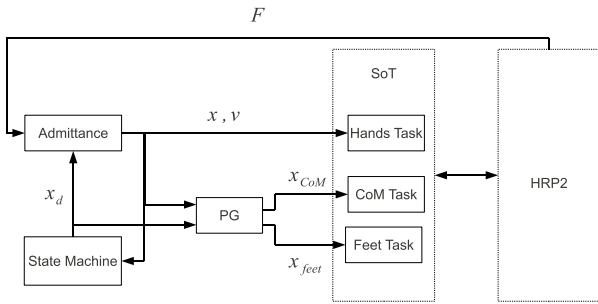 F
SoT
Admittance
x , v
Hands Task
x_d
x_CoM
CoM Task
HRP2
PG
Feet Task
State Machine
x_feet